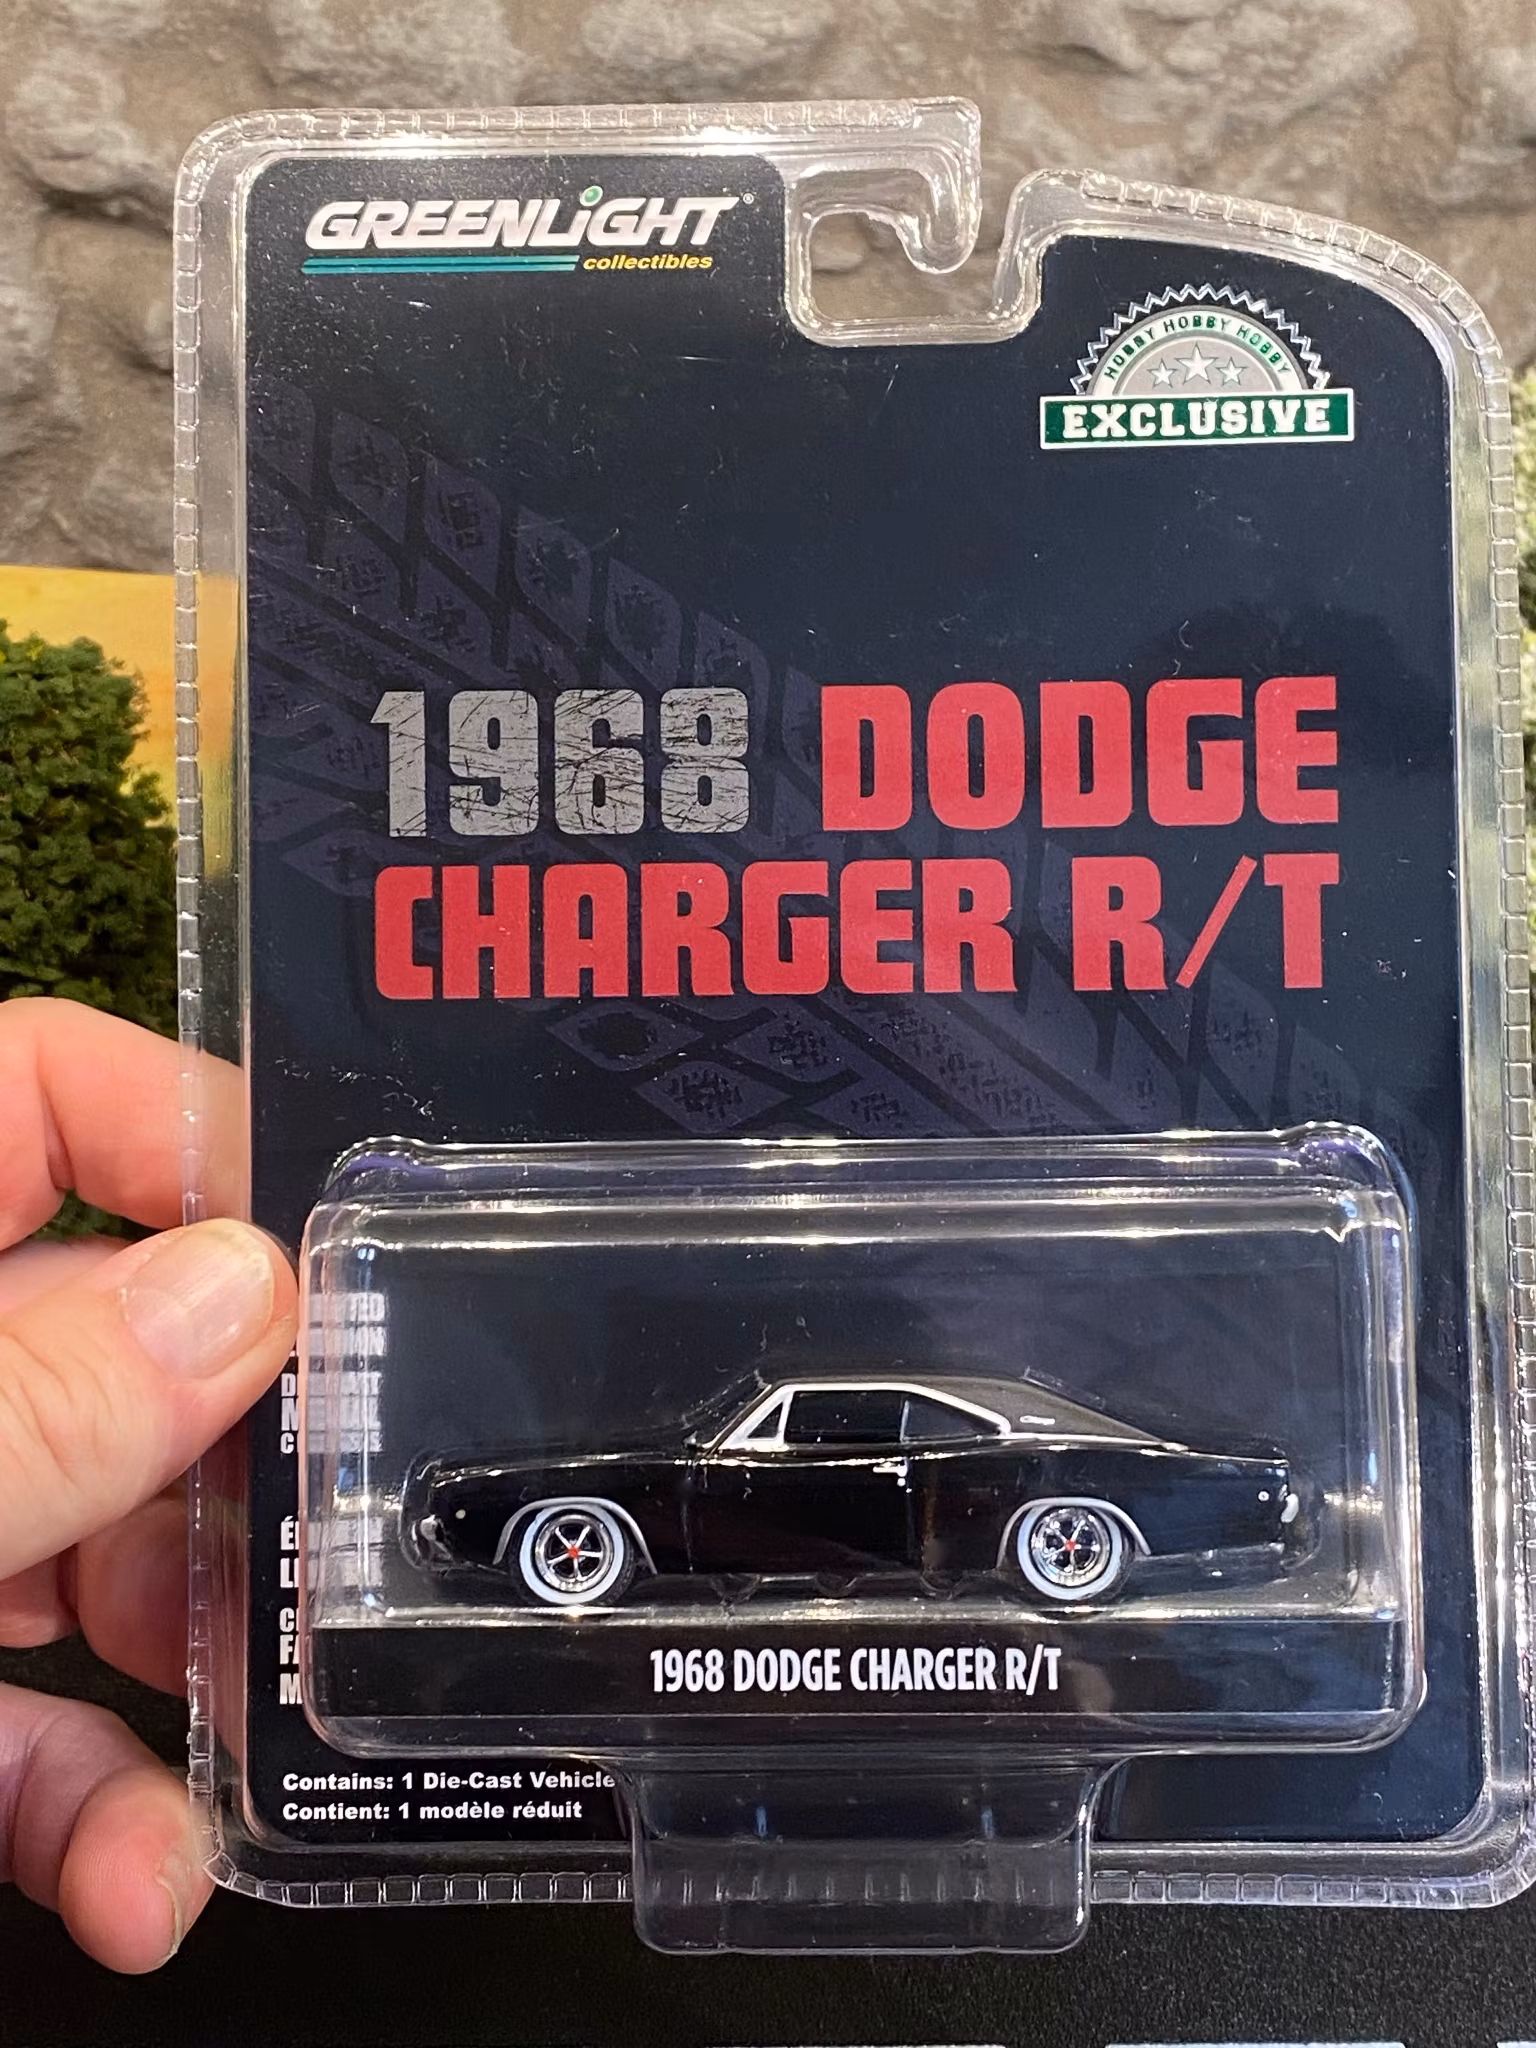 GREENLiGHT®
collectibles
HOBBY HOBBY HOBBY
EXCLUSIVE
1968 DODGE
CHARGER R/T
1968 DODGE CHARGER R/T
Contains: 1 Die-Cast Vehicle
Contient: 1 modèle réduit